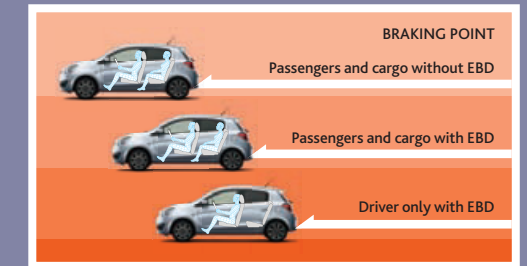 BRAKING POINT
Passengers and cargo without EBD
Passengers and cargo with EBD
Driver only with EBD